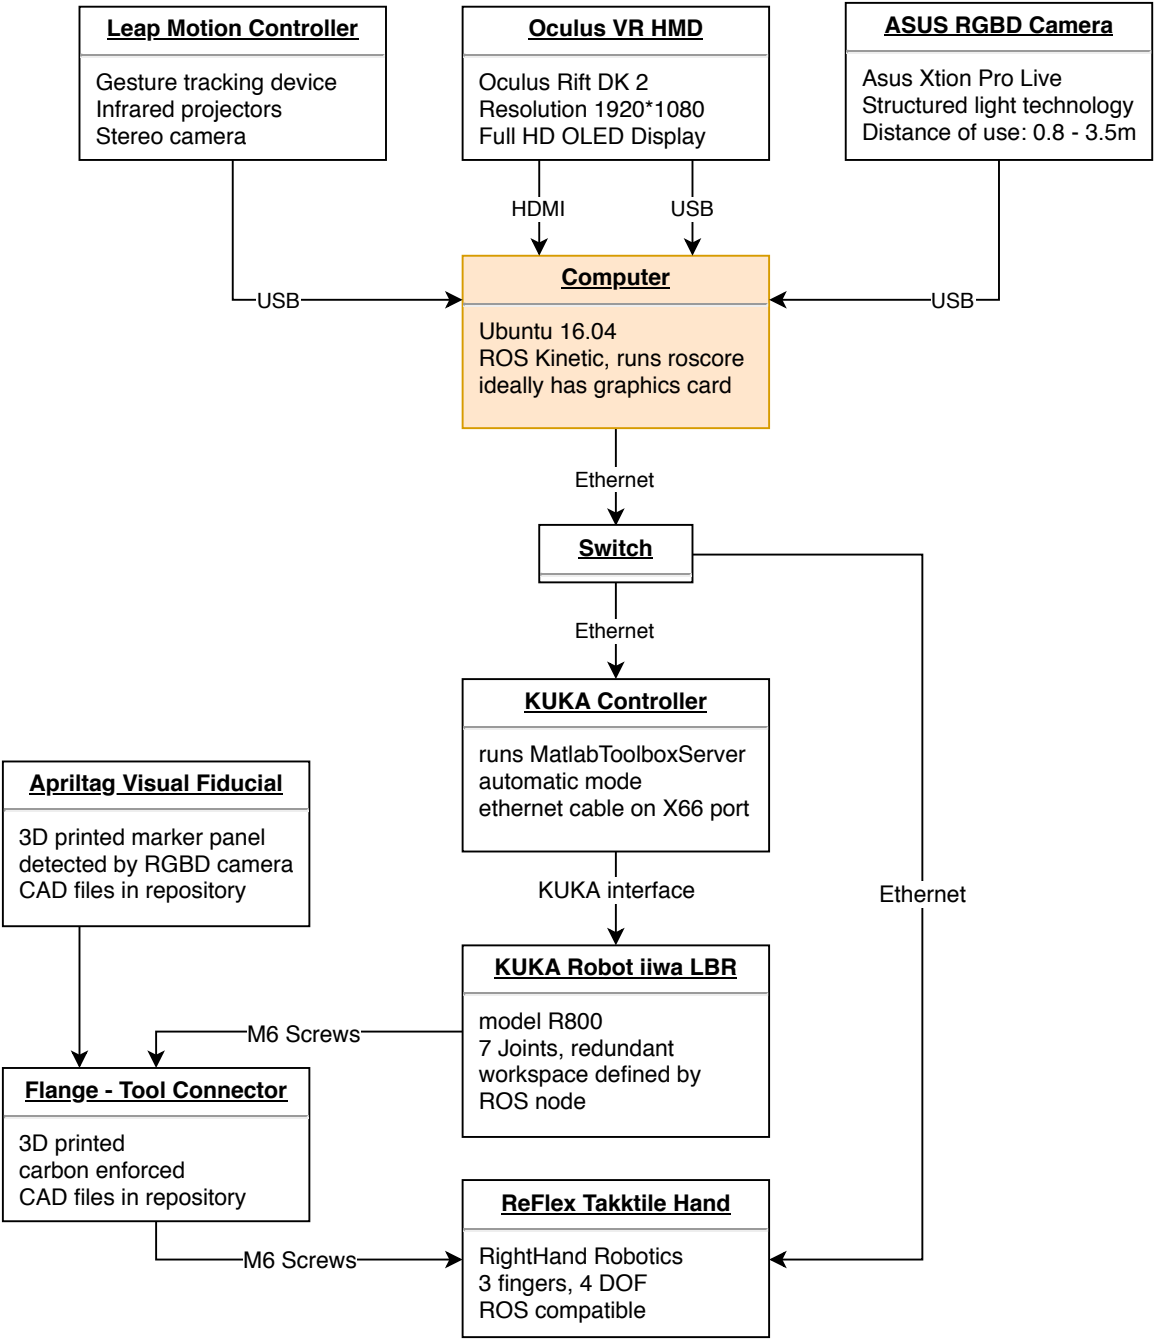 Leap Motion Controller
Gesture tracking device
Infrared projectors
Stereo camera
Oculus VR HMD
Oculus Rift DK 2
Resolution 1920*1080
Full HD OLED Display
ASUS RGBD Camera
Asus Xtion Pro Live
Structured light technology
Distance of use: 0.8 - 3.5m
HDMI
USB
USB
USB
Computer
Ubuntu 16.04
ROS Kinetic, runs roscore
ideally has graphics card
Ethernet
Switch
Ethernet
KUKA Controller
runs MatlabToolboxServer
automatic mode
ethernet cable on X66 port
Apriltag Visual Fiducial
3D printed marker panel
detected by RGBD camera
CAD files in repository
KUKA interface
Ethernet
KUKA Robot iiwa LBR
model R800
7 Joints, redundant
workspace defined by
ROS node
M6 Screws
Flange - Tool Connector
3D printed
carbon enforced
CAD files in repository
M6 Screws
ReFlex Takktile Hand
RightHand Robotics
3 fingers, 4 DOF
ROS compatible